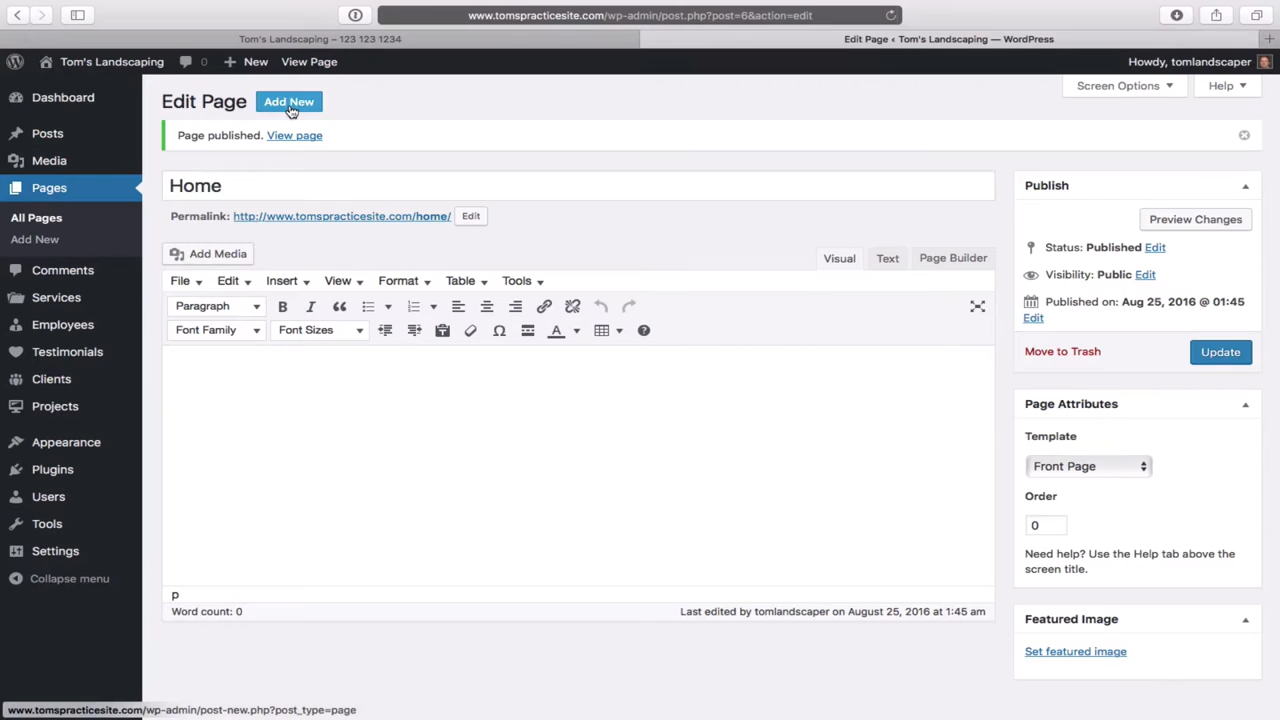 www.tomspracticesite.com/wp-admin/post.php?post=6&action=edit
Tom's Landscaping – 123 123 1234
Edit Page ‹ Tom's Landscaping — WordPress
Tom's Landscaping
0
New
View Page
Howdy, tomlandscaper
Dashboard
Posts
Media
Pages
All Pages
Add New
Comments
Services
Employees
Testimonials
Clients
Projects
Appearance
Plugins
Users
Tools
Settings
Collapse menu
Edit Page
Add New
Screen Options
Help
Page published. View page
Home
Permalink: http://www.tomspracticesite.com/home/
Edit
Add Media
Visual
Text
Page Builder
File
Edit
Insert
View
Format
Table
Tools
Paragraph
B
I
Font Family
Font Sizes
A
p
Word count: 0
Last edited by tomlandscaper on August 25, 2016 at 1:45 am
Publish
Preview Changes
Status: Published Edit
Visibility: Public Edit
Published on: Aug 25, 2016 @ 01:45
Edit
Move to Trash
Update
Page Attributes
Template
Front Page
Order
0
Need help? Use the Help tab above the
screen title.
Featured Image
Set featured image
www.tomspracticesite.com/wp-admin/post-new.php?post_type=page